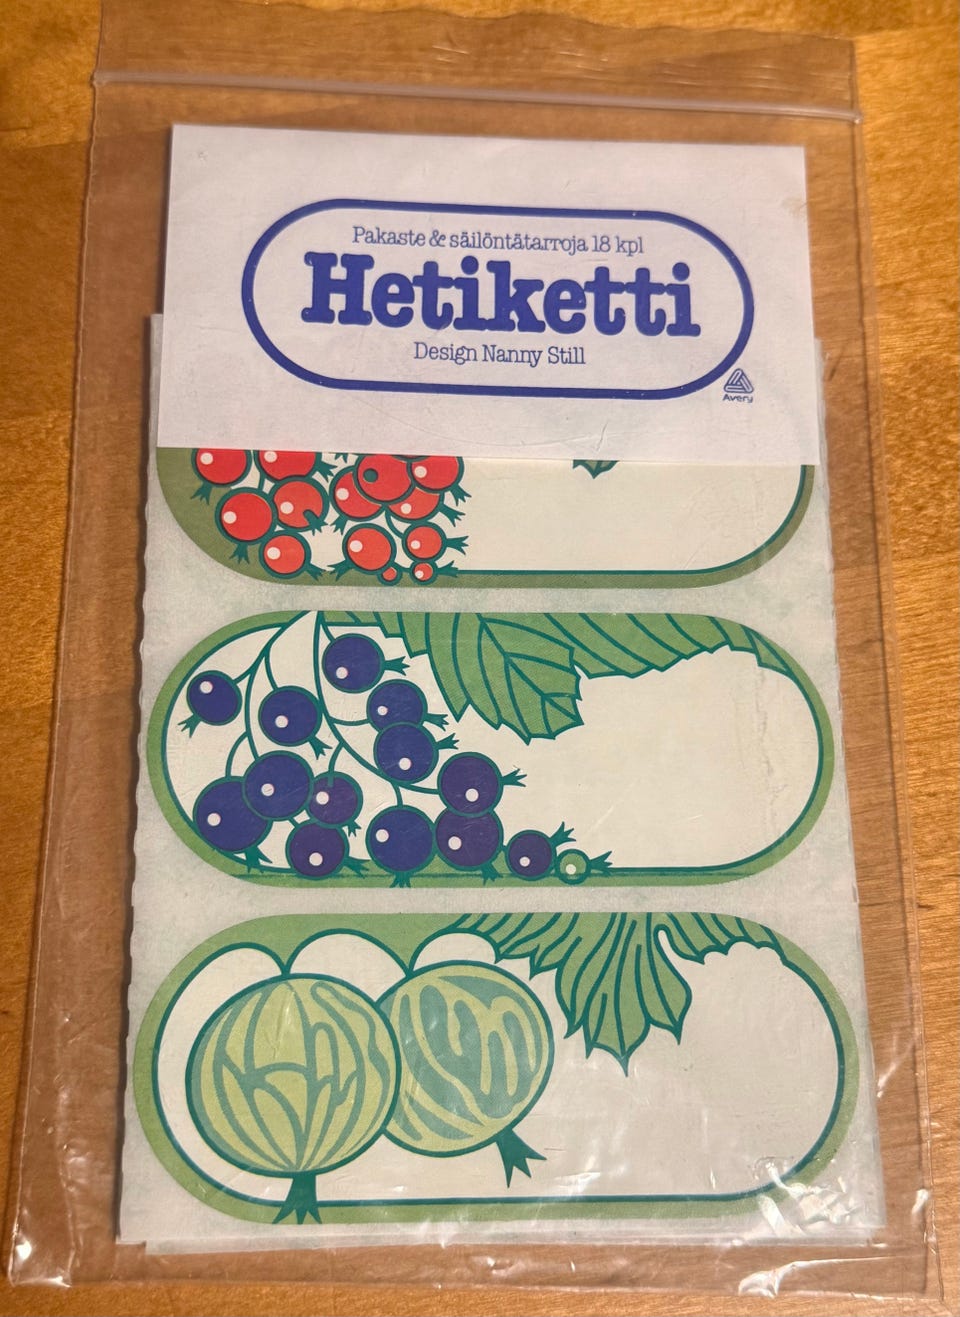 Pakaste & säilöntätarroja 18 kpl
Hetiketti
Design Nanny Still
Avery